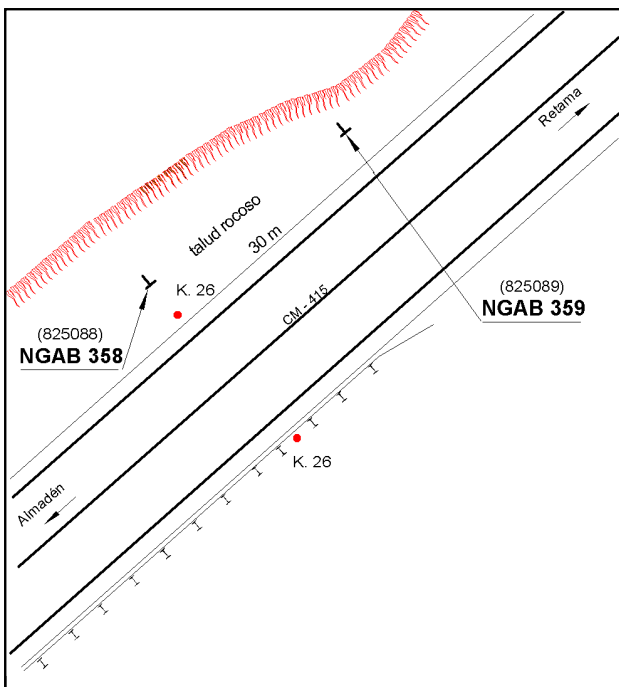 Retama
talud rocoso
30 m
K. 26
(825088)
NGAB 358
(825089)
NGAB 359
CM - 415
K. 26
Almadén